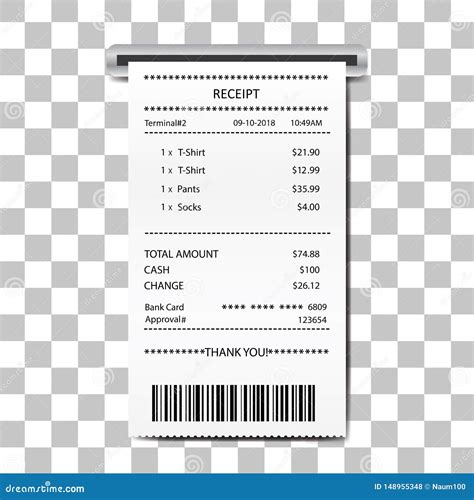 ***********************************
RECEIPT
***********************************
Terminal#2 09-10-2018 10:49AM
1 x T-Shirt $21.90
1 x T-Shirt $12.99
1 x Pants $35.99
1 x Socks $4.00
TOTAL AMOUNT $74.88
CASH $100
CHANGE $26.12
Bank Card **** **** **** 6809
Approval# 123654
************THANK YOU!************
dreamstime.com
ID 148955348 © Naum100